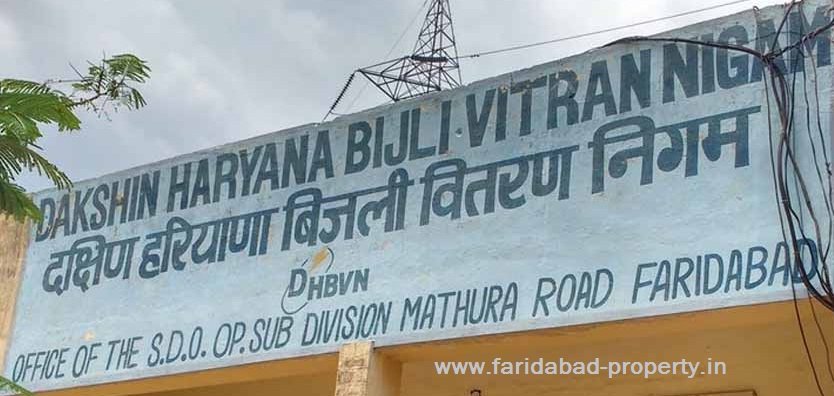 DAKSHIN HARYANA BIJLI VITRAN NIGAM
दक्षिण हरियाणा बिजली वितरण निगम
DHBVN
OFFICE OF THE S.D.O. OP. SUB DIVISION MATHURA ROAD FARIDABAD
www.faridabad-property.in